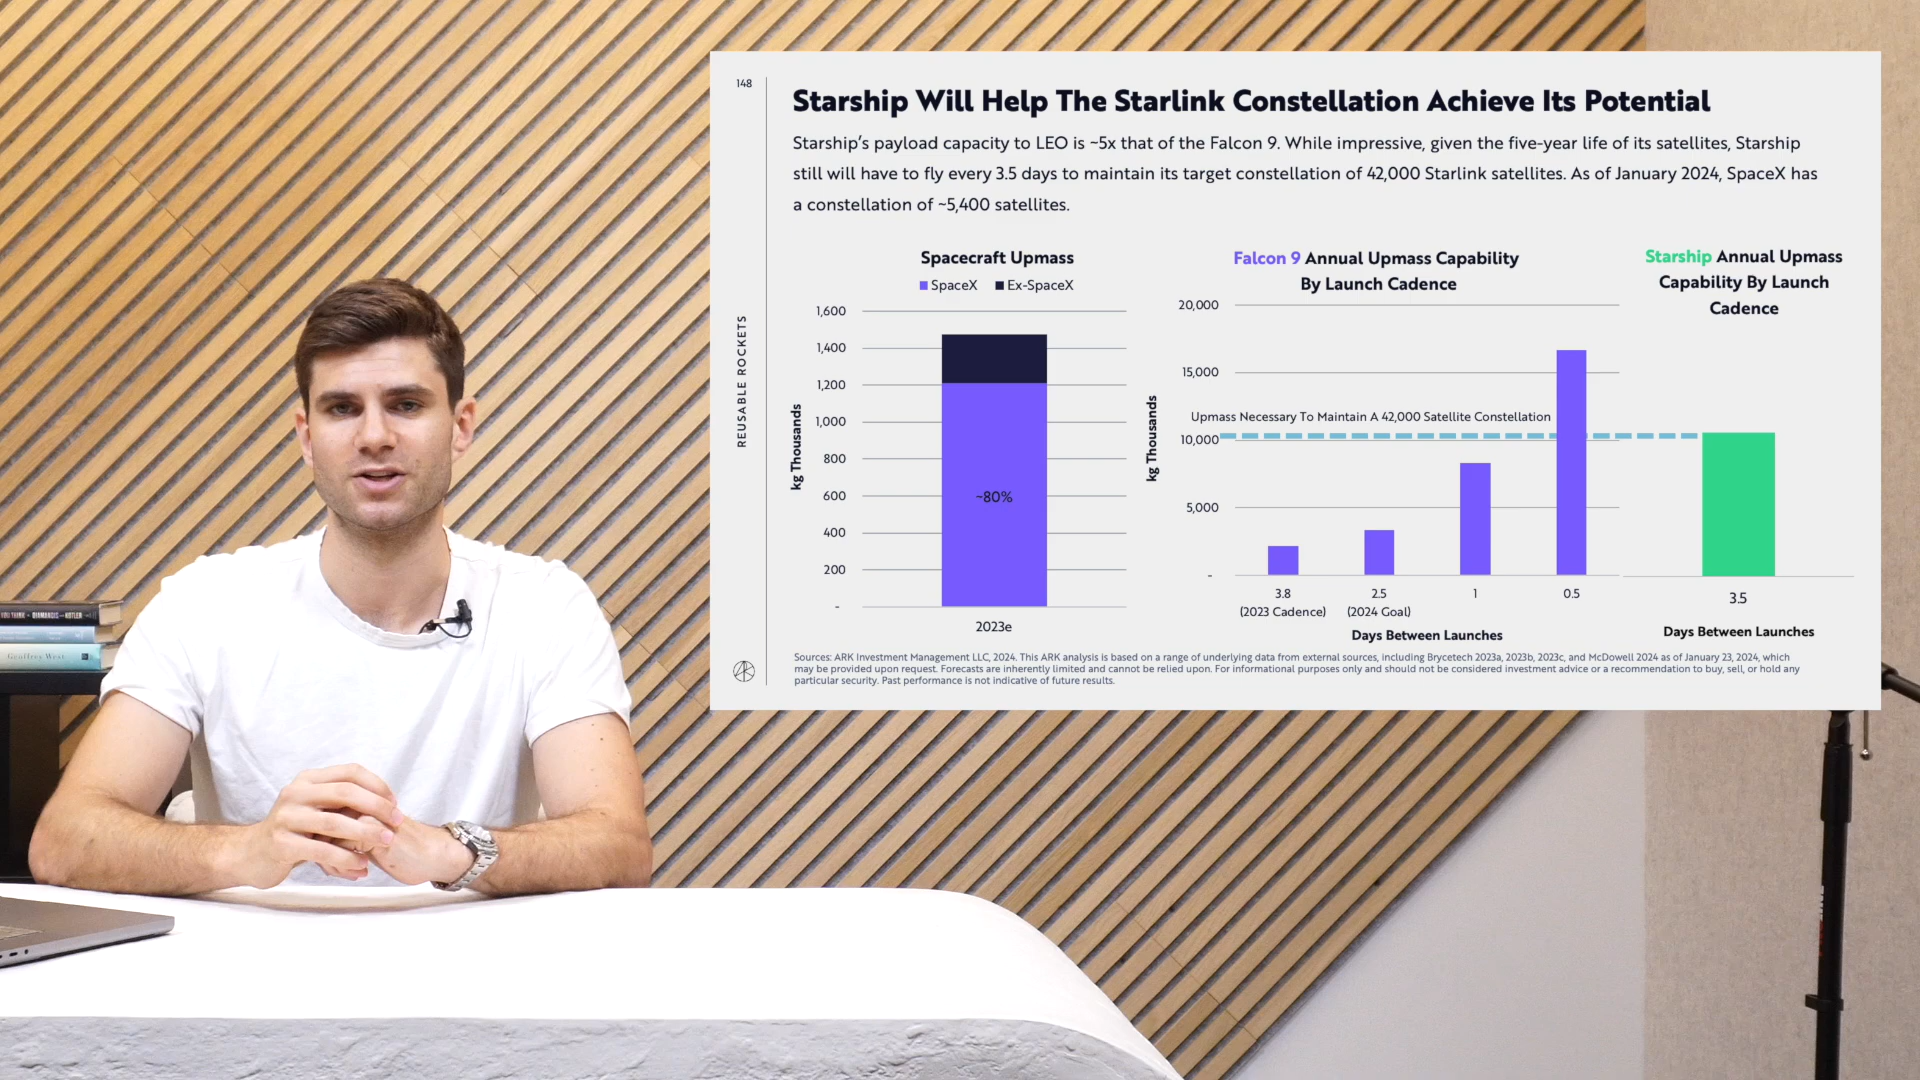 148
Starship Will Help The Starlink Constellation Achieve Its Potential
Starship’s payload capacity to LEO is ~5x that of the Falcon 9. While impressive, given the five-year life of its satellites, Starship
still will have to fly every 3.5 days to maintain its target constellation of 42,000 Starlink satellites. As of January 2024, SpaceX has
a constellation of ~5,400 satellites.
REUSABLE ROCKETS
Spacecraft Upmass
SpaceX Ex-SpaceX
kg Thousands
1,600
1,400
1,200
1,000
800
600
400
200
-
~80%
2023e
Falcon 9 Annual Upmass Capability
By Launch Cadence
kg Thousands
20,000
15,000
Upmass Necessary To Maintain A 42,000 Satellite Constellation
10,000
5,000
-
3.8 2.5 1 0.5
(2023 Cadence) (2024 Goal)
Days Between Launches
Starship Annual Upmass
Capability By Launch
Cadence
3.5
Days Between Launches
Sources: ARK Investment Management LLC, 2024. This ARK analysis is based on a range of underlying data from external sources, including Brycetech 2023a, 2023b, 2023c, and McDowell 2024 as of January 23, 2024, which
may be provided upon request. Forecasts are inherently limited and cannot be relied upon. For informational purposes only and should not be considered investment advice or a recommendation to buy, sell, or hold any
particular security. Past performance is not indicative of future results.
Geoffrey West